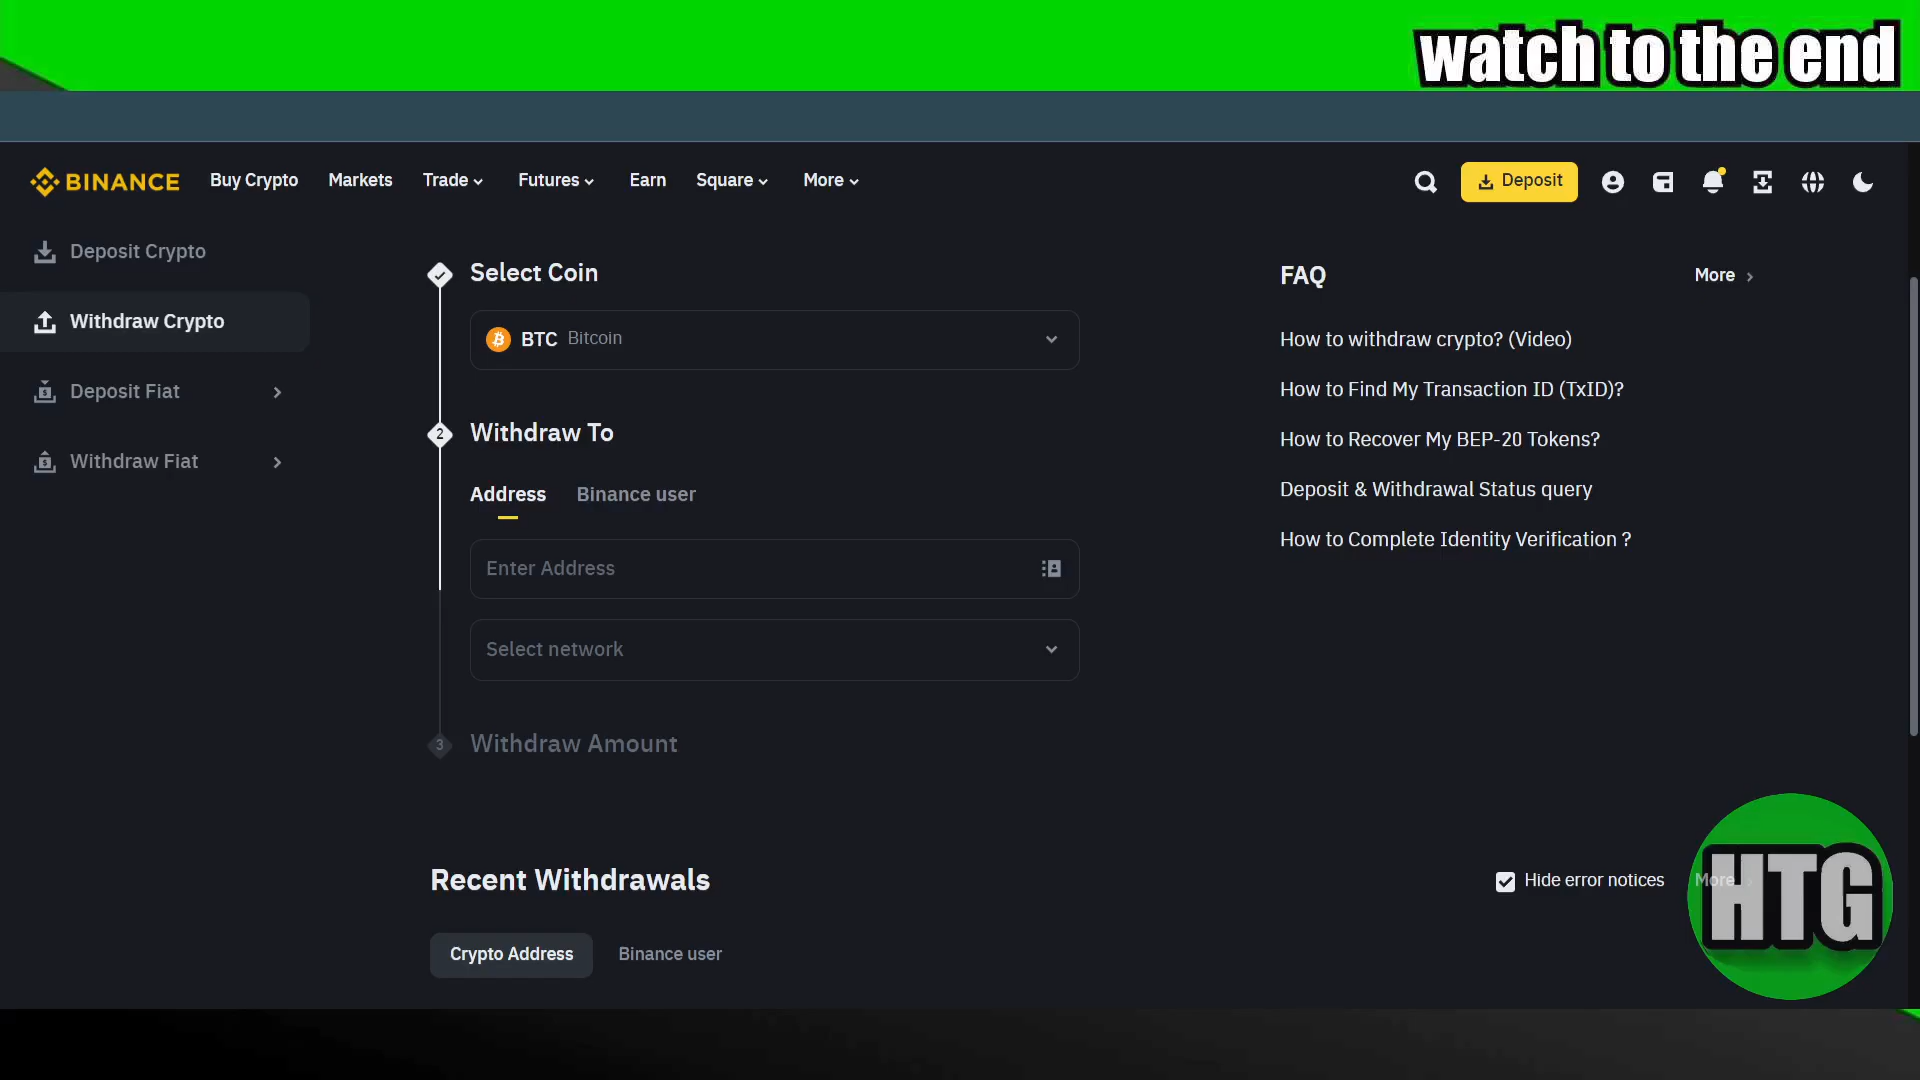 watch to the end
BINANCE Buy Crypto Markets Trade Futures Earn Square More Deposit
Deposit Crypto
Withdraw Crypto
Deposit Fiat
Withdraw Fiat
Select Coin
BTC Bitcoin
2 Withdraw To
Address Binance user
Enter Address
Select network
3 Withdraw Amount
FAQ More
How to withdraw crypto? (Video)
How to Find My Transaction ID (TxID)?
How to Recover My BEP-20 Tokens?
Deposit & Withdrawal Status query
How to Complete Identity Verification ?
Recent Withdrawals
Hide error notices More
Crypto Address Binance user
HTG